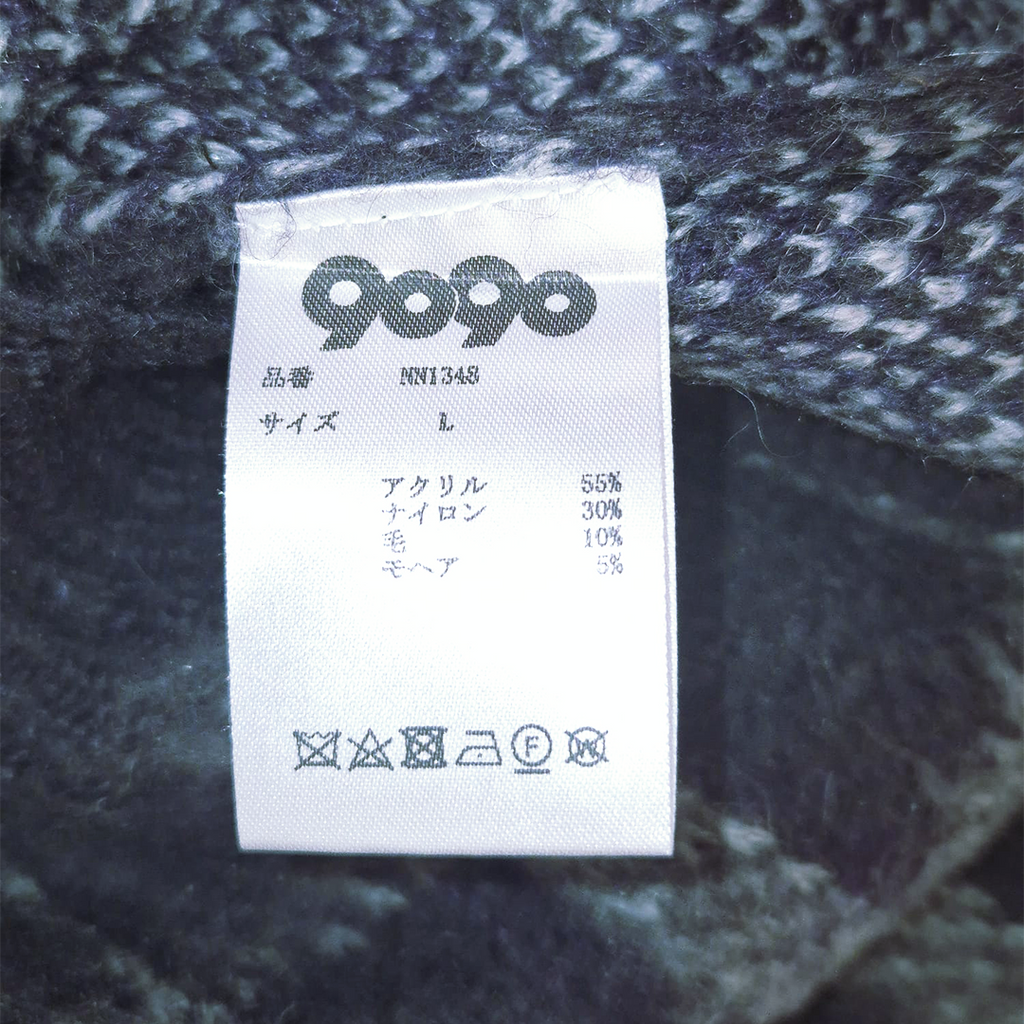 9090
品番 NN1348
サイズ L
アクリル 55%
ナイロン 30%
毛 10%
モヘア 5%
F
W